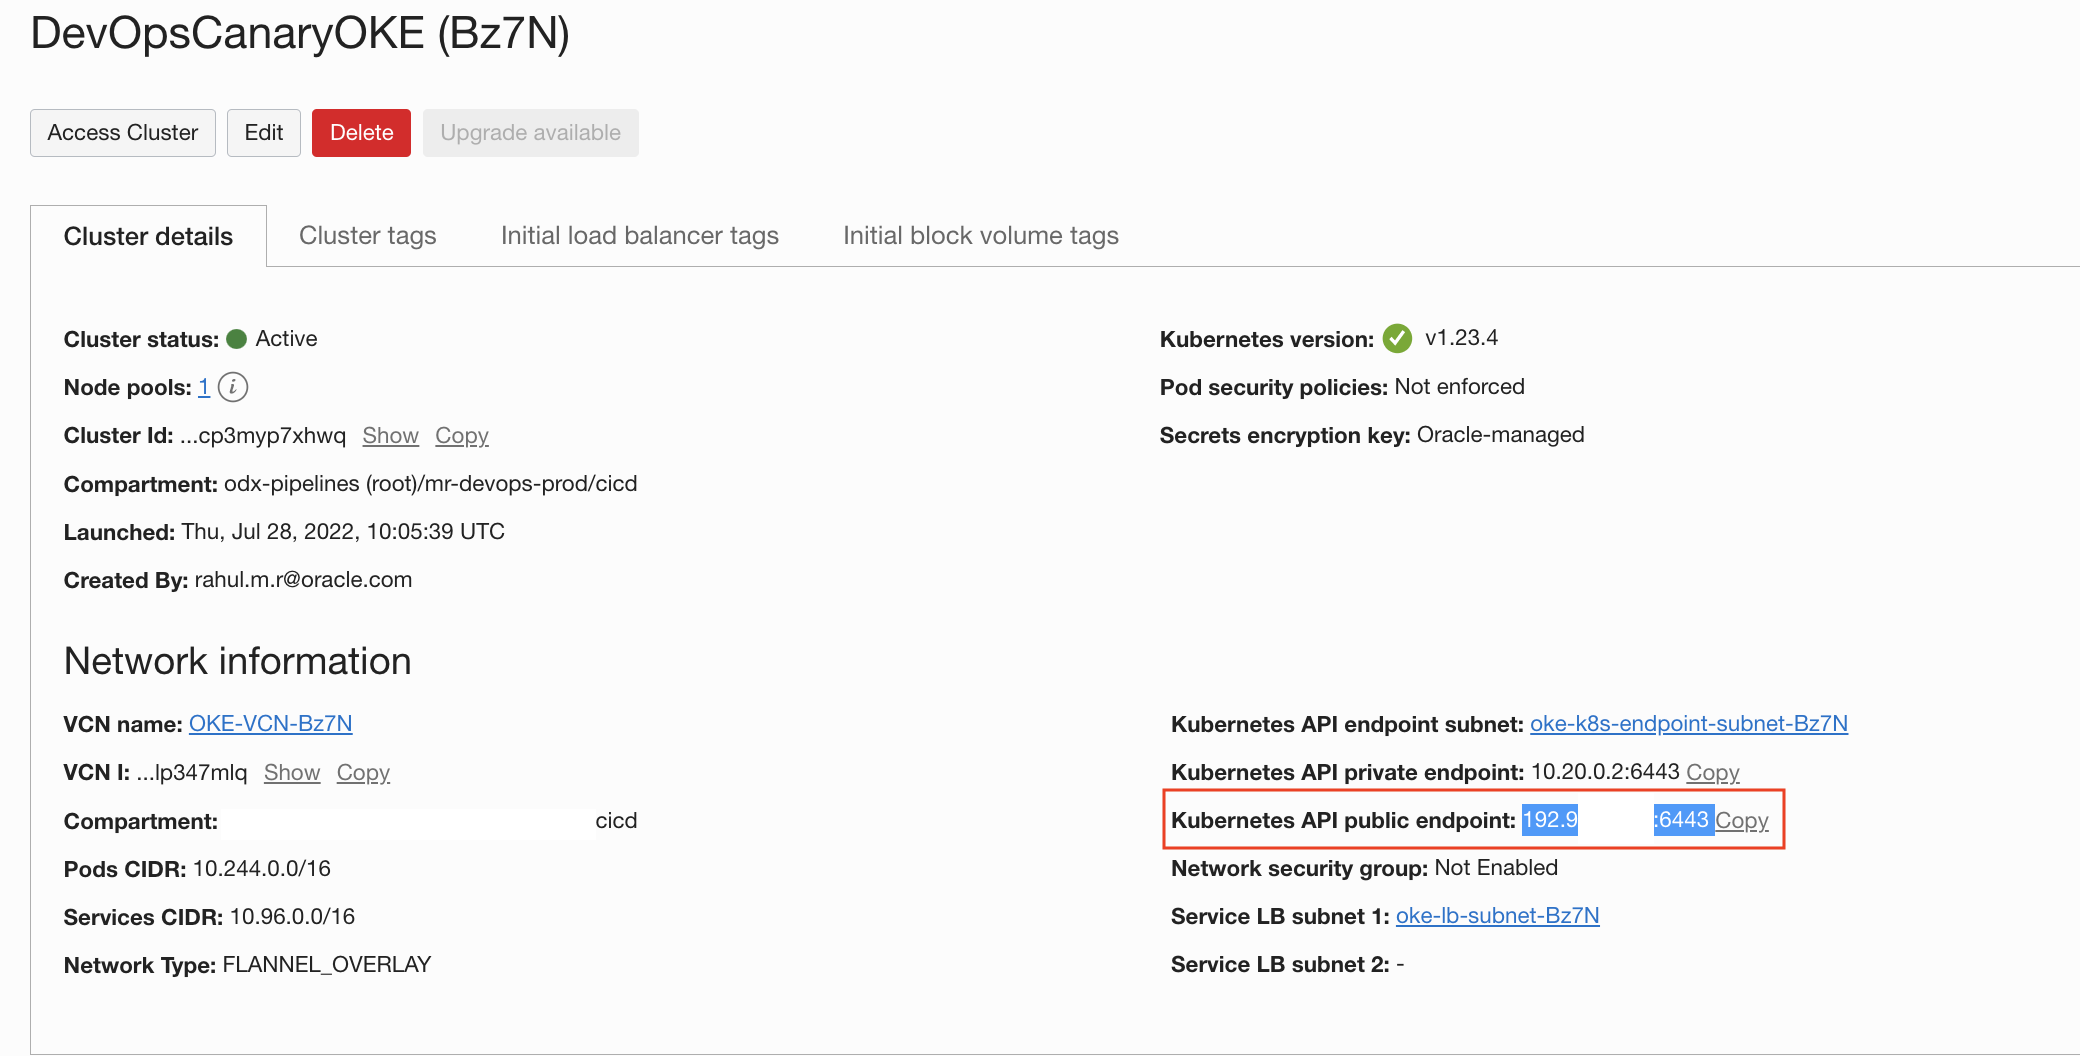 DevOpsCanaryOKE (Bz7N)
Access Cluster Edit Delete Upgrade available
Cluster details Cluster tags Initial load balancer tags Initial block volume tags
Cluster status: Active
Node pools: 1 i
Cluster Id: ...cp3myp7xhwq Show Copy
Compartment: odx-pipelines (root)/mr-devops-prod/cicd
Launched: Thu, Jul 28, 2022, 10:05:39 UTC
Created By: rahul.m.r@oracle.com
Kubernetes version: v1.23.4
Pod security policies: Not enforced
Secrets encryption key: Oracle-managed
Network information
VCN name: OKE-VCN-Bz7N
VCN I: ...lp347mlq Show Copy
Compartment: cicd
Pods CIDR: 10.244.0.0/16
Services CIDR: 10.96.0.0/16
Network Type: FLANNEL_OVERLAY
Kubernetes API endpoint subnet: oke-k8s-endpoint-subnet-Bz7N
Kubernetes API private endpoint: 10.20.0.2:6443 Copy
Kubernetes API public endpoint: 192.9 :6443 Copy
Network security group: Not Enabled
Service LB subnet 1: oke-lb-subnet-Bz7N
Service LB subnet 2: -